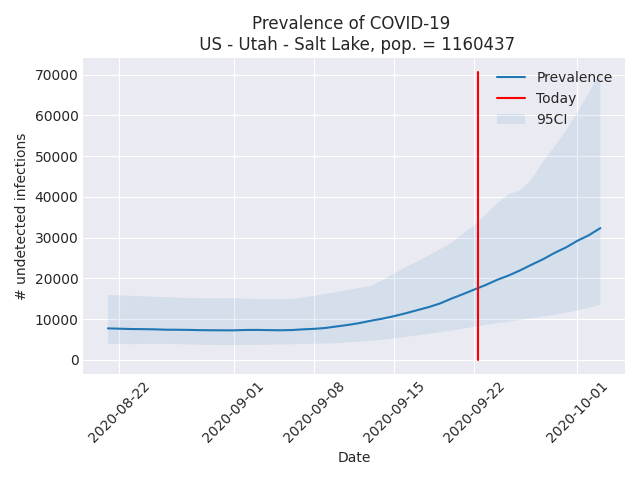 Prevalence of COVID-19
US - Utah - Salt Lake, pop. = 1160437
70000
60000
50000
40000
30000
20000
10000
0
# undetected infections
Prevalence
Today
95CI
2020-08-22
2020-09-01
2020-09-08
2020-09-15
2020-09-22
2020-10-01
Date